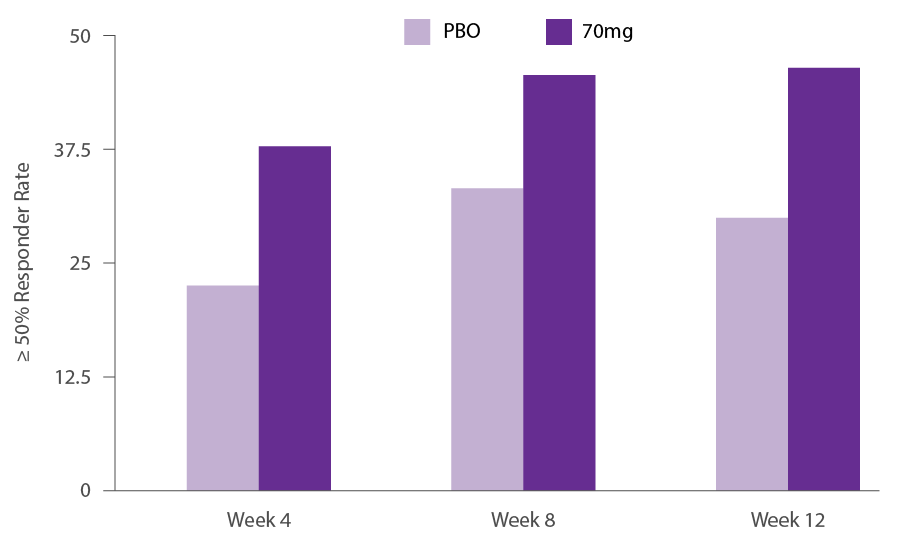 PBO 70mg
50
37.5
25
12.5
0
≥ 50% Responder Rate
Week 4 Week 8 Week 12